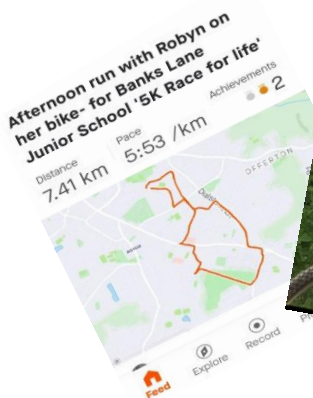 Afternoon run with Robyn on
her bike- for Banks Lane
Junior School '5K Race for life'
Distance
7.41 km
Pace
5:53 /km
Achievements
2
OFFERTON
Feed
Explore
Record